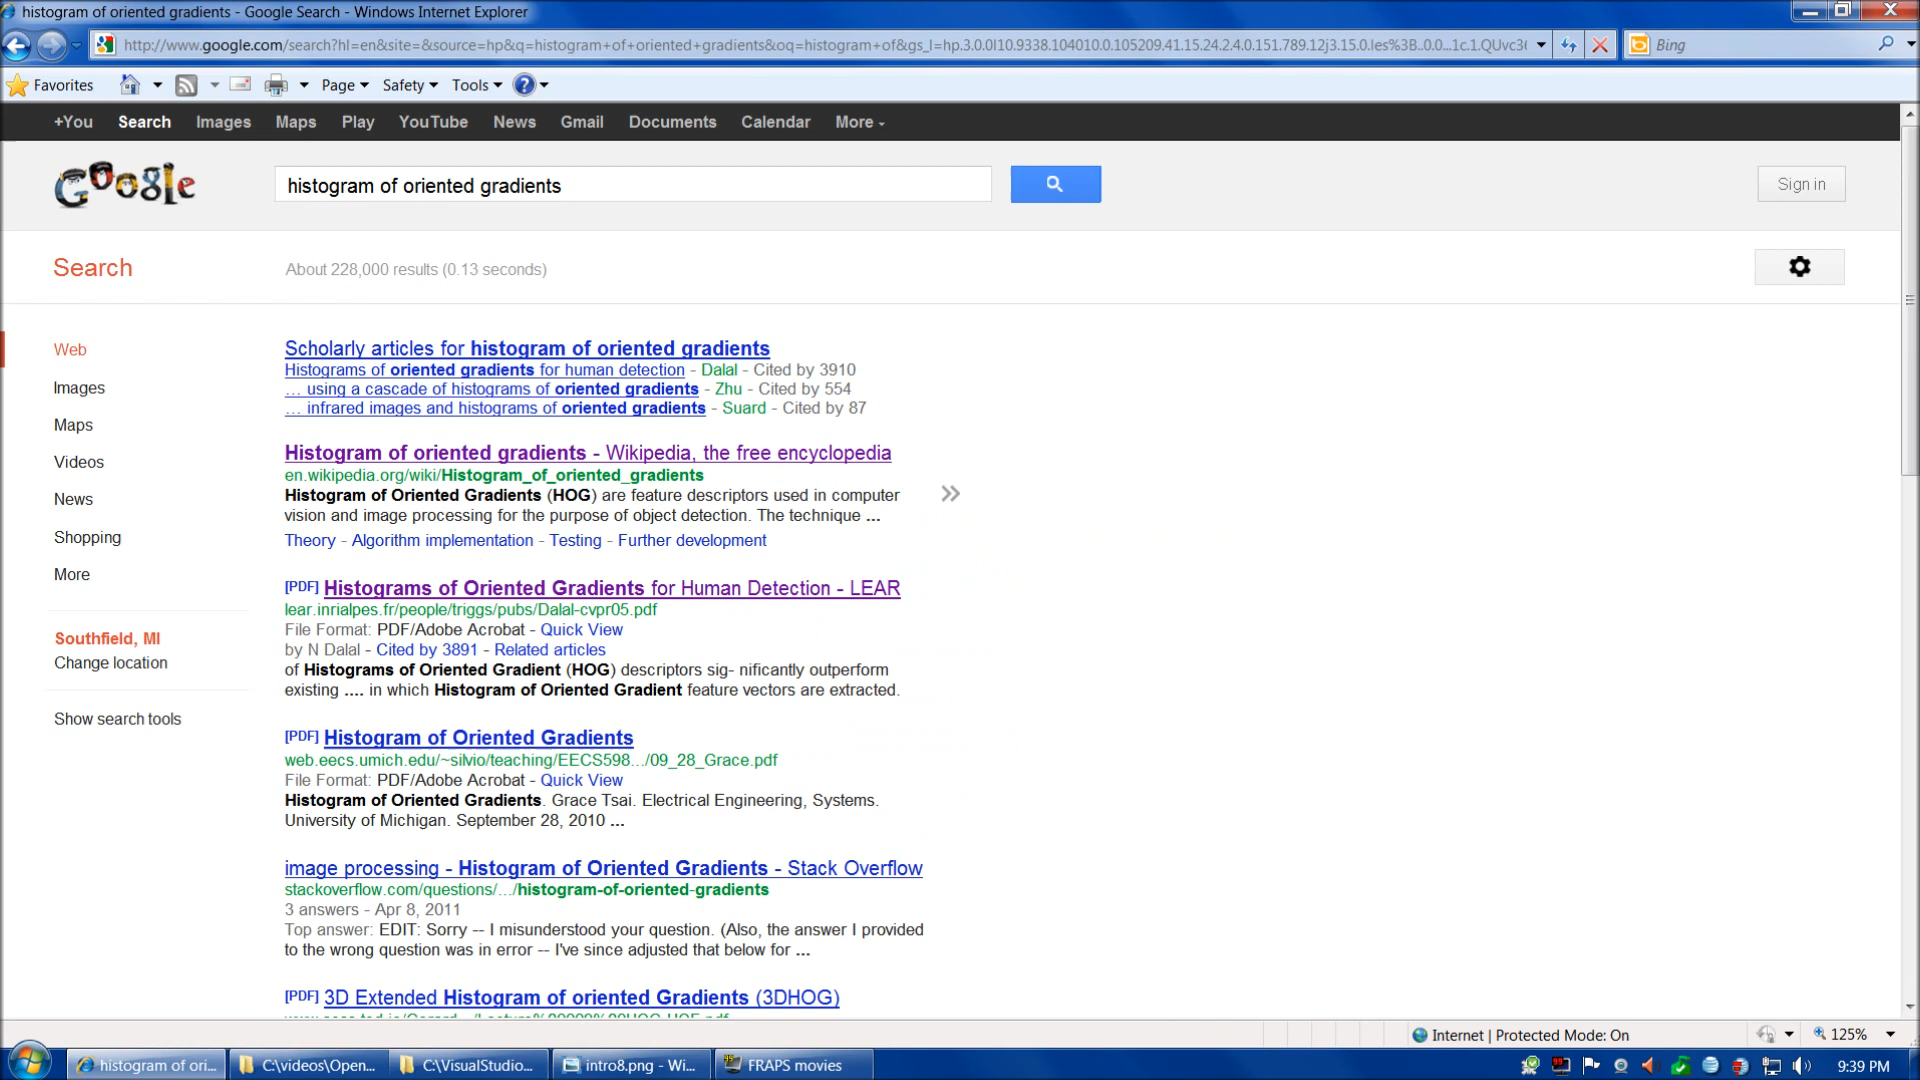 histogram of oriented gradients - Google Search - Windows Internet Explorer
http://www.google.com/search?hl=en&site=&source=hp&q=histogram+of+oriented+gradients&oq=histogram of&gs_l=hp.3.0.0l10.9338.104010.0.105209.41.15.24.2.4.0.151.789.12j3.15.0.les%3B..0.0...1c.1.QUvc3
Bing
Favorites Page Safety Tools
+You Search Images Maps Play YouTube News Gmail Documents Calendar More
Google
histogram of oriented gradients
Sign in
Search
About 228,000 results (0.13 seconds)
Web
Images
Maps
Videos
News
Shopping
More
Southfield, MI
Change location
Show search tools
Scholarly articles for histogram of oriented gradients
Histograms of oriented gradients for human detection - Dalal - Cited by 3910
... using a cascade of histograms of oriented gradients - Zhu - Cited by 554
... infrared images and histograms of oriented gradients - Suard - Cited by 87
Histogram of oriented gradients - Wikipedia, the free encyclopedia
en.wikipedia.org/wiki/Histogram_of_oriented_gradients
Histogram of Oriented Gradients (HOG) are feature descriptors used in computer
vision and image processing for the purpose of object detection. The technique ...
Theory - Algorithm implementation - Testing - Further development
[PDF] Histograms of Oriented Gradients for Human Detection - LEAR
lear.inrialpes.fr/people/triggs/pubs/Dalal-cvpr05.pdf
File Format: PDF/Adobe Acrobat - Quick View
by N Dalal - Cited by 3891 - Related articles
of Histograms of Oriented Gradient (HOG) descriptors sig- nificantly outperform
existing .... in which Histogram of Oriented Gradient feature vectors are extracted.
[PDF] Histogram of Oriented Gradients
web.eecs.umich.edu/~silvio/teaching/EECS598.../09_28_Grace.pdf
File Format: PDF/Adobe Acrobat - Quick View
Histogram of Oriented Gradients. Grace Tsai. Electrical Engineering, Systems.
University of Michigan. September 28, 2010 ...
image processing - Histogram of Oriented Gradients - Stack Overflow
stackoverflow.com/questions/.../histogram-of-oriented-gradients
3 answers - Apr 8, 2011
Top answer: EDIT: Sorry -- I misunderstood your question. (Also, the answer I provided
to the wrong question was in error -- I've since adjusted that below for ...
[PDF] 3D Extended Histogram of oriented Gradients (3DHOG)
Internet | Protected Mode: On
125%
histogram of ori...
C:\videos\Open...
C:\VisualStudio...
intro8.png - Wi...
FRAPS movies
9:39 PM